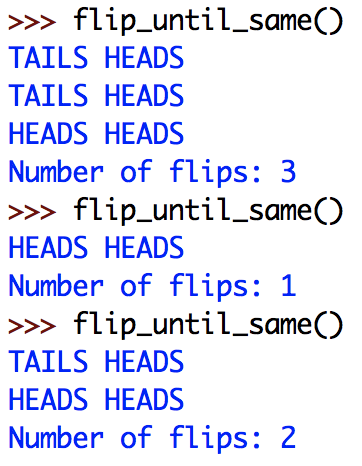 >>> flip_until_same()
TAILS HEADS
TAILS HEADS
HEADS HEADS
Number of flips: 3
>>> flip_until_same()
HEADS HEADS
Number of flips: 1
>>> flip_until_same()
TAILS HEADS
HEADS HEADS
Number of flips: 2